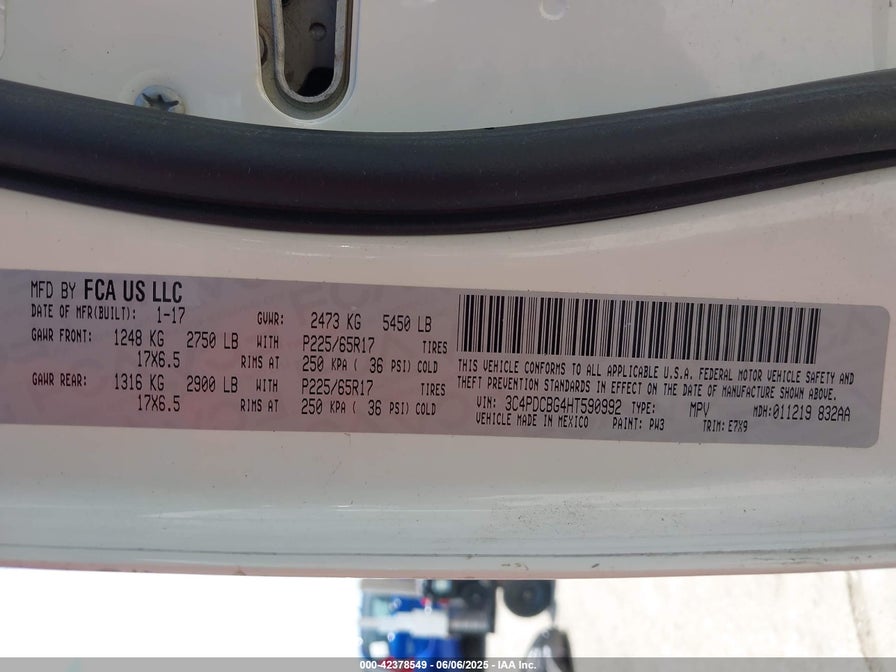 MFD BY FCA US LLC
DATE OF MFR(BUILT): 1-17 GVWR: 2473 KG 5450 LB
GAWR FRONT: 1248 KG 2750 LB WITH P225/65R17 TIRES
17X6.5 RIMS AT 250 KPA ( 36 PSI) COLD
GAWR REAR: 1316 KG 2900 LB WITH P225/65R17 TIRES
17X6.5 RIMS AT 250 KPA ( 36 PSI) COLD
THIS VEHICLE CONFORMS TO ALL APPLICABLE U.S.A. FEDERAL MOTOR VEHICLE SAFETY AND
THEFT PREVENTION STANDARDS IN EFFECT ON THE DATE OF MANUFACTURE SHOWN ABOVE.
VIN: 3C4PDCBG4HT590992 TYPE: MPV MDH:011219 832AA
VEHICLE MADE IN MEXICO PAINT: PW3 TRIM: E7X9
000-42378549 - 06/06/2025 - IAA Inc.